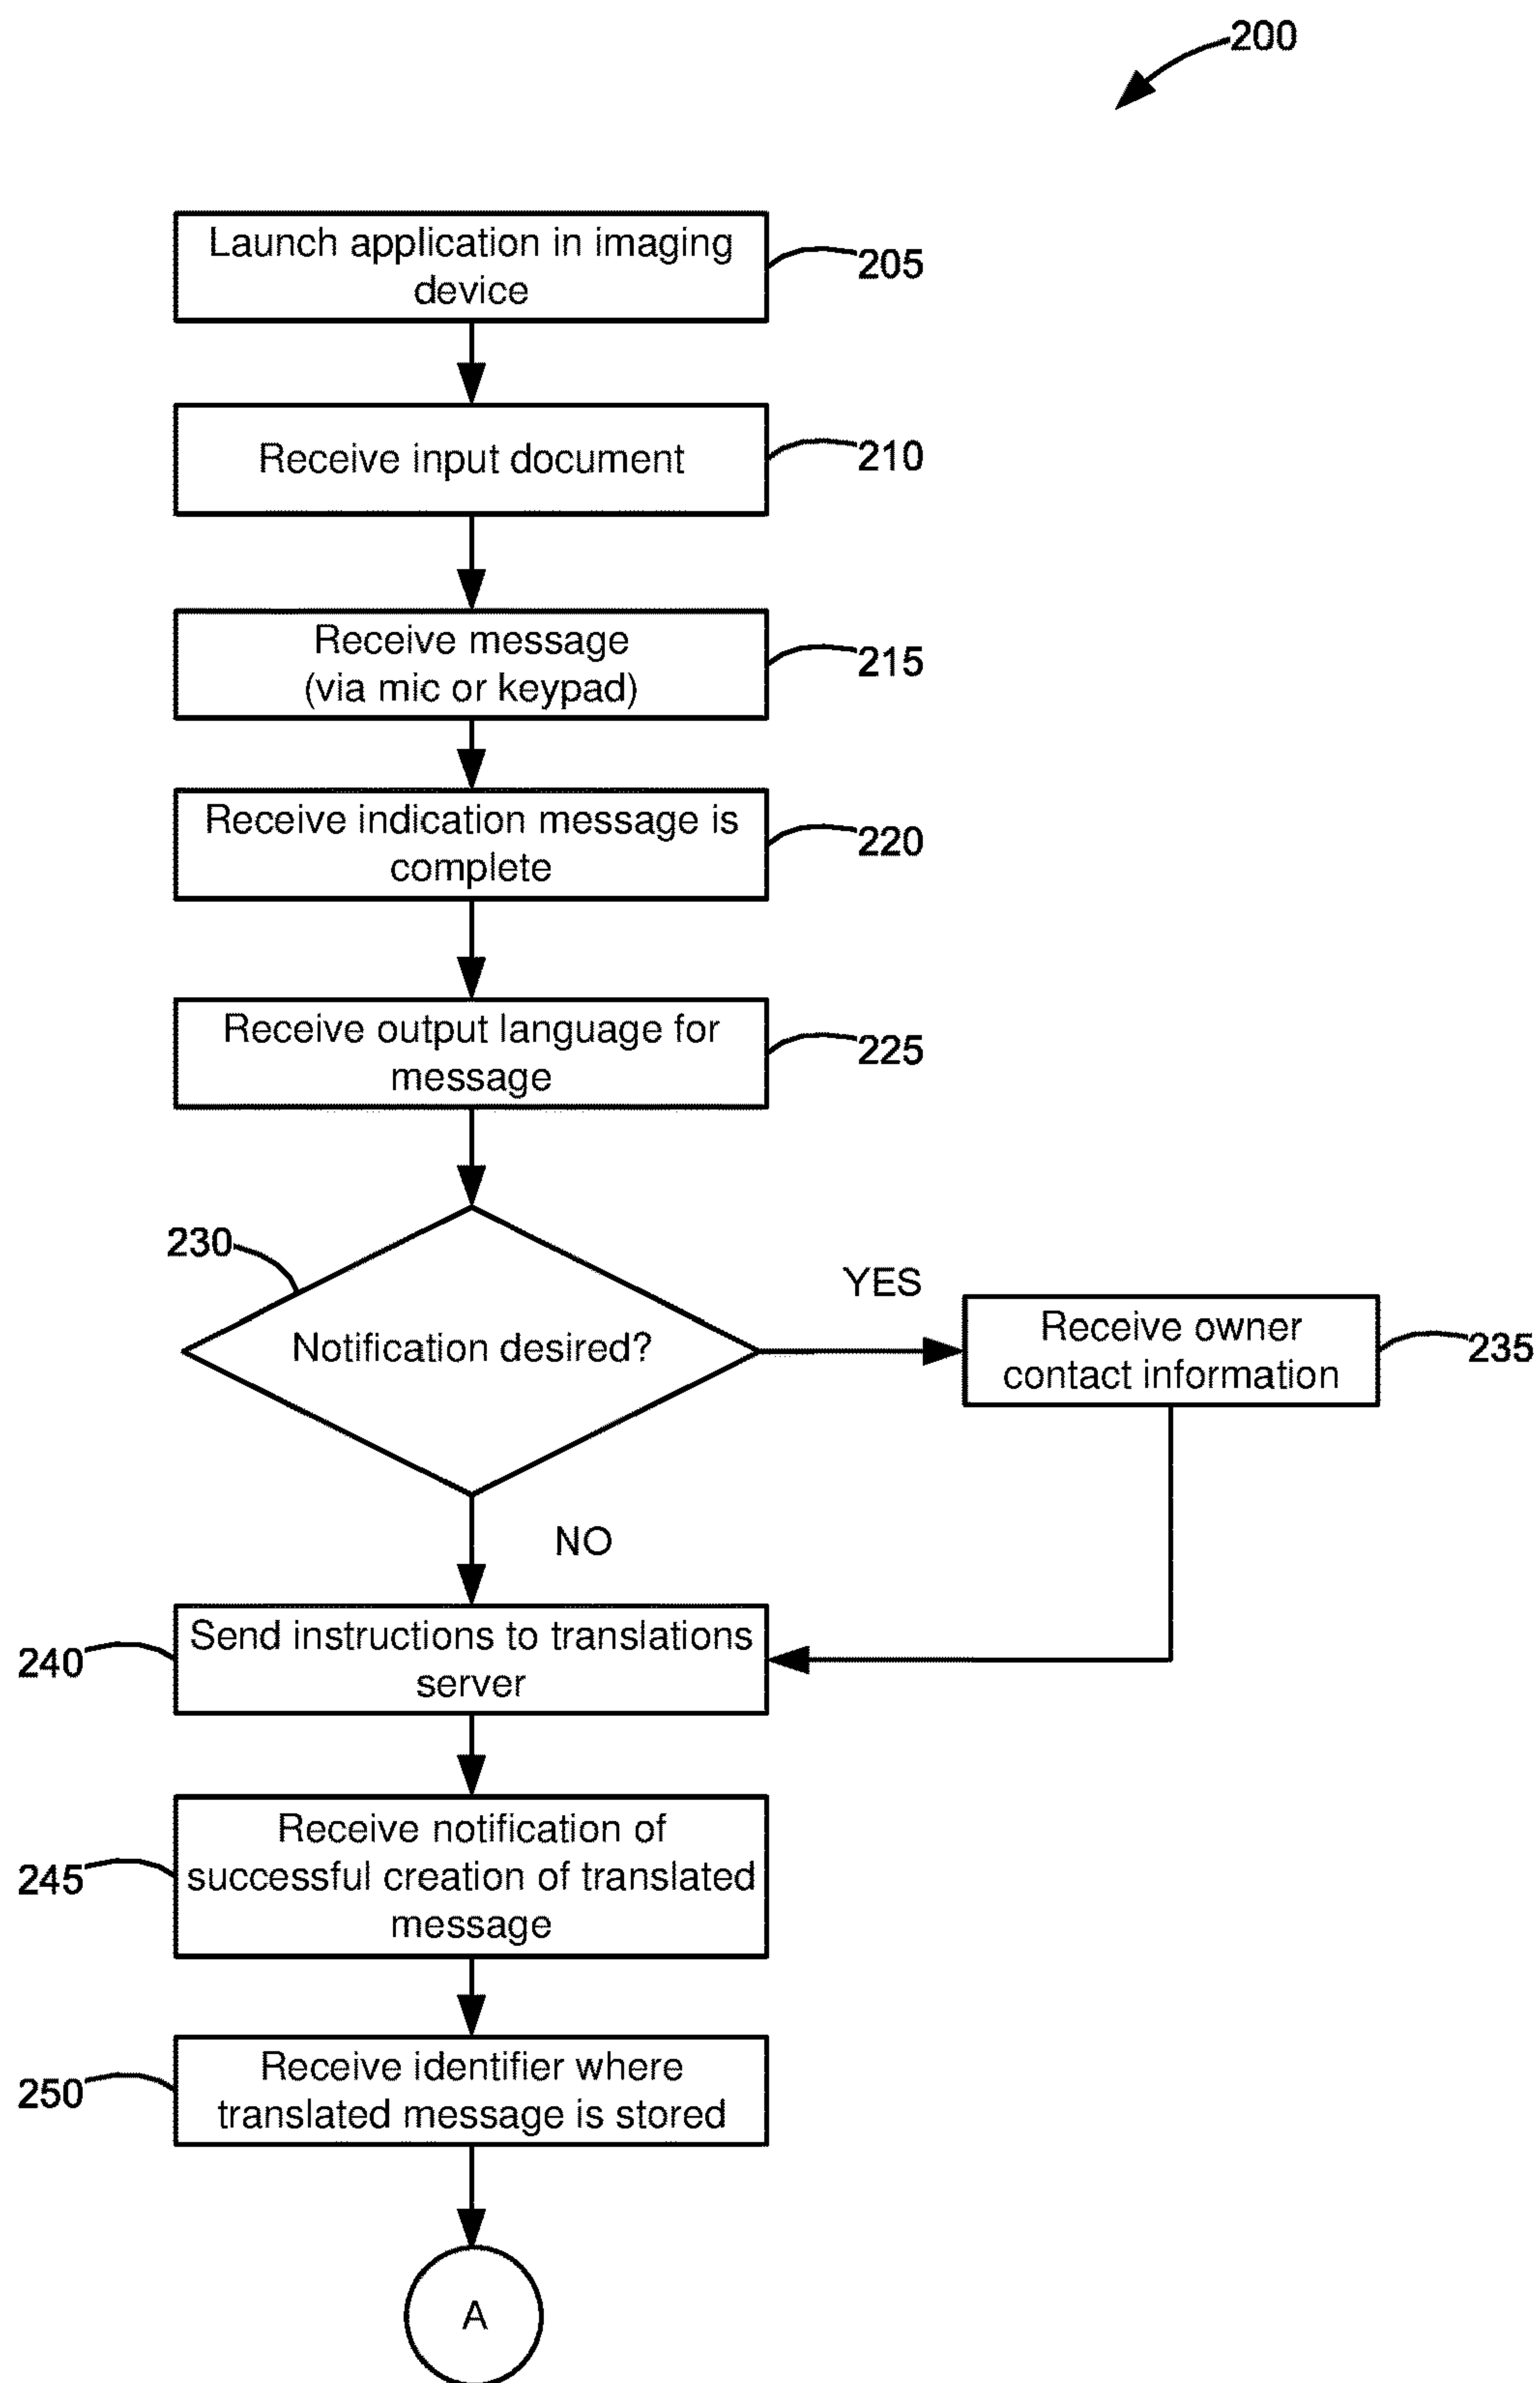 200
Launch application in imaging
device
205
Receive input document
210
Receive message
(via mic or keypad)
215
Receive indication message is
complete
220
Receive output language for
message
225
230
Notification desired?
YES
Receive owner
contact information
235
NO
Send instructions to translations
server
240
Receive notification of
successful creation of translated
message
245
Receive identifier where
translated message is stored
250
A